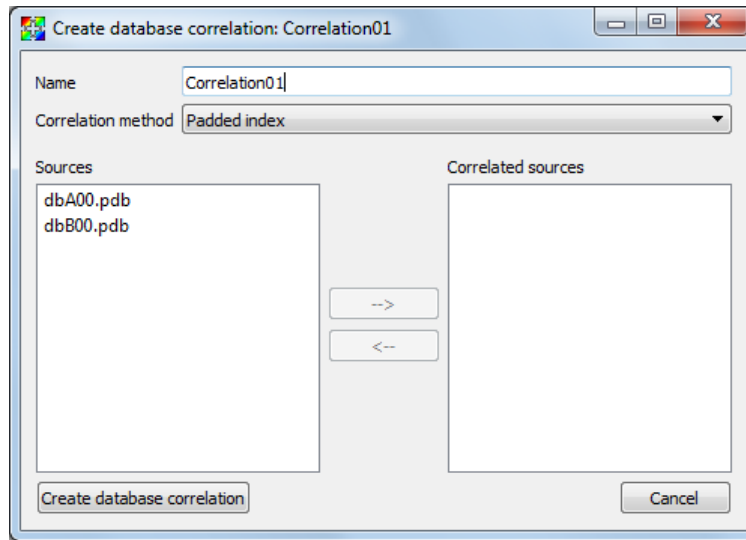 Create database correlation: Correlation01
Name Correlation01
Correlation method Padded index
Sources Correlated sources
dbA00.pdb
dbB00.pdb
-->
<--
Create database correlation Cancel